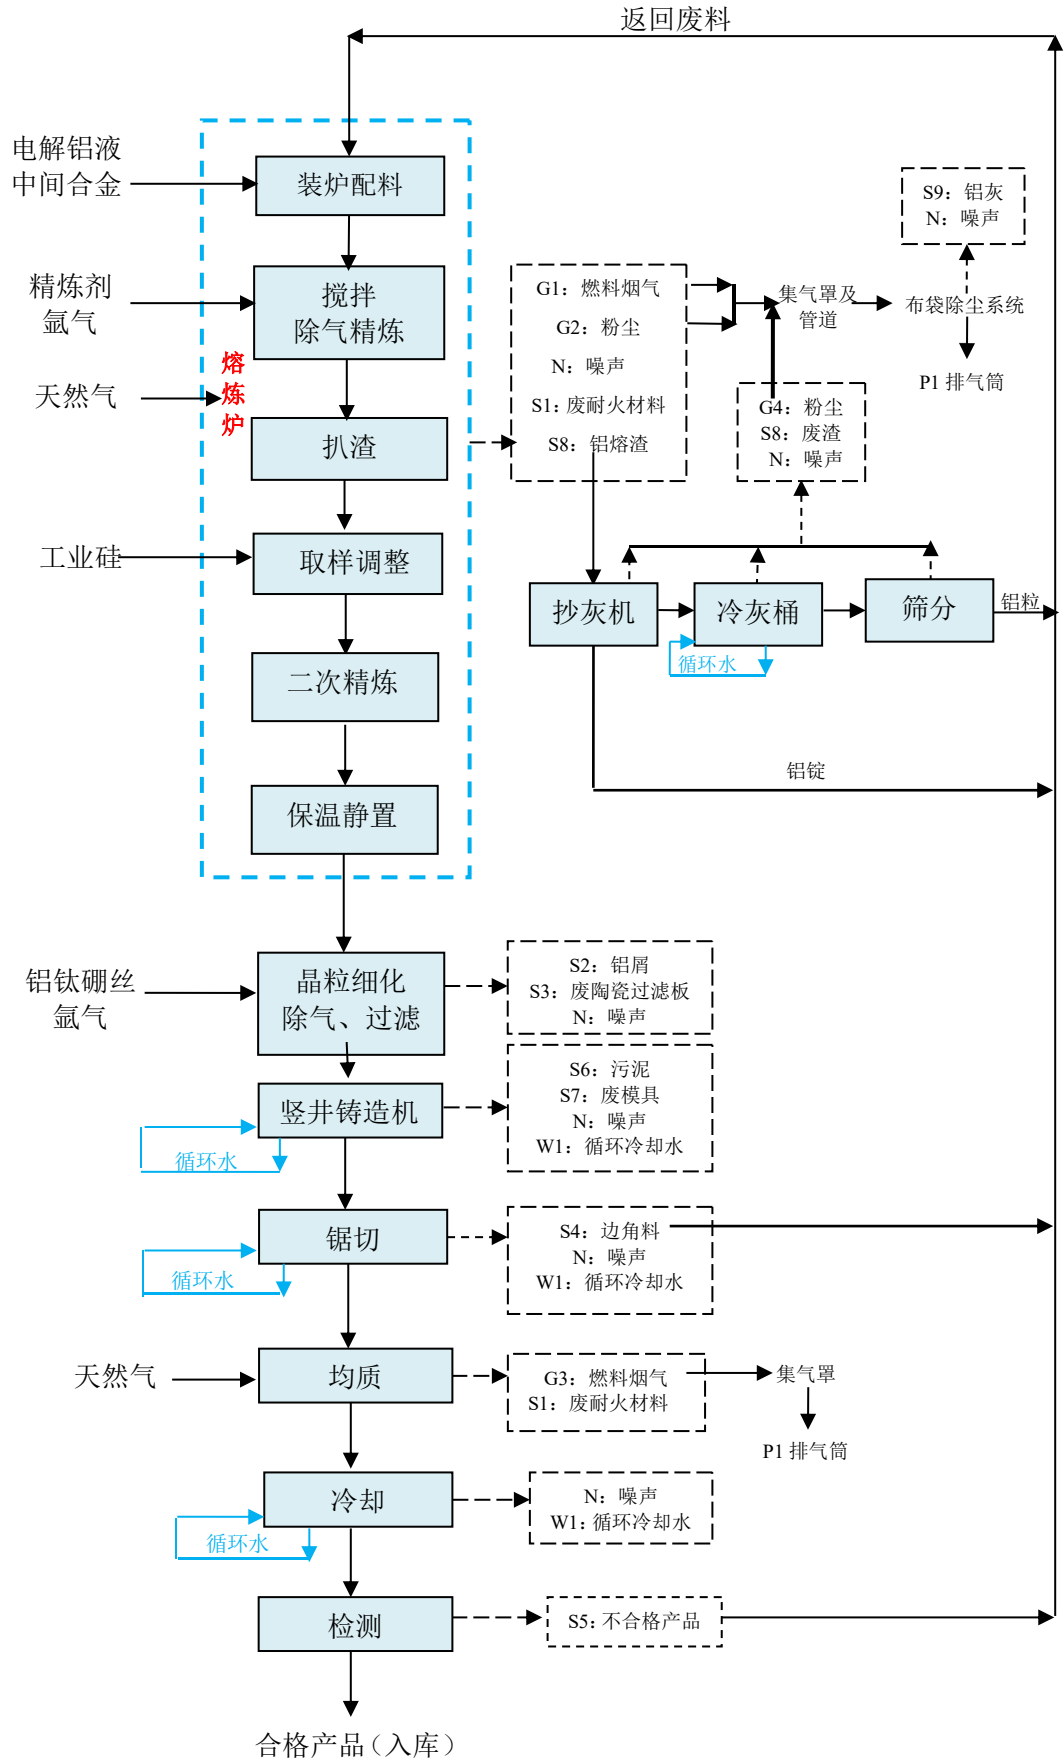 返回废料
电解铝液
中间合金
装炉配料
精炼剂
氩气
搅拌
除气精炼
天然气
熔
炼
炉
扒渣
工业硅
取样调整
二次精炼
保温静置
G1：燃料烟气
G2：粉尘
N：噪声
S1：废耐火材料
S8：铝熔渣
集气罩及
管道
布袋除尘系统
S9：铝灰
N：噪声
P1 排气筒
G4：粉尘
S8：废渣
N：噪声
抄灰机
冷灰桶
筛分
铝粒
循环水
铝锭
铝钛硼丝
氩气
晶粒细化
除气、过滤
S2：铝屑
S3：废陶瓷过滤板
N：噪声
竖井铸造机
循环水
S6：污泥
S7：废模具
N：噪声
W1：循环冷却水
锯切
循环水
S4：边角料
N：噪声
W1：循环冷却水
天然气
均质
G3：燃料烟气
S1：废耐火材料
集气罩
P1 排气筒
冷却
循环水
N：噪声
W1：循环冷却水
检测
S5：不合格产品
合格产品（入库）